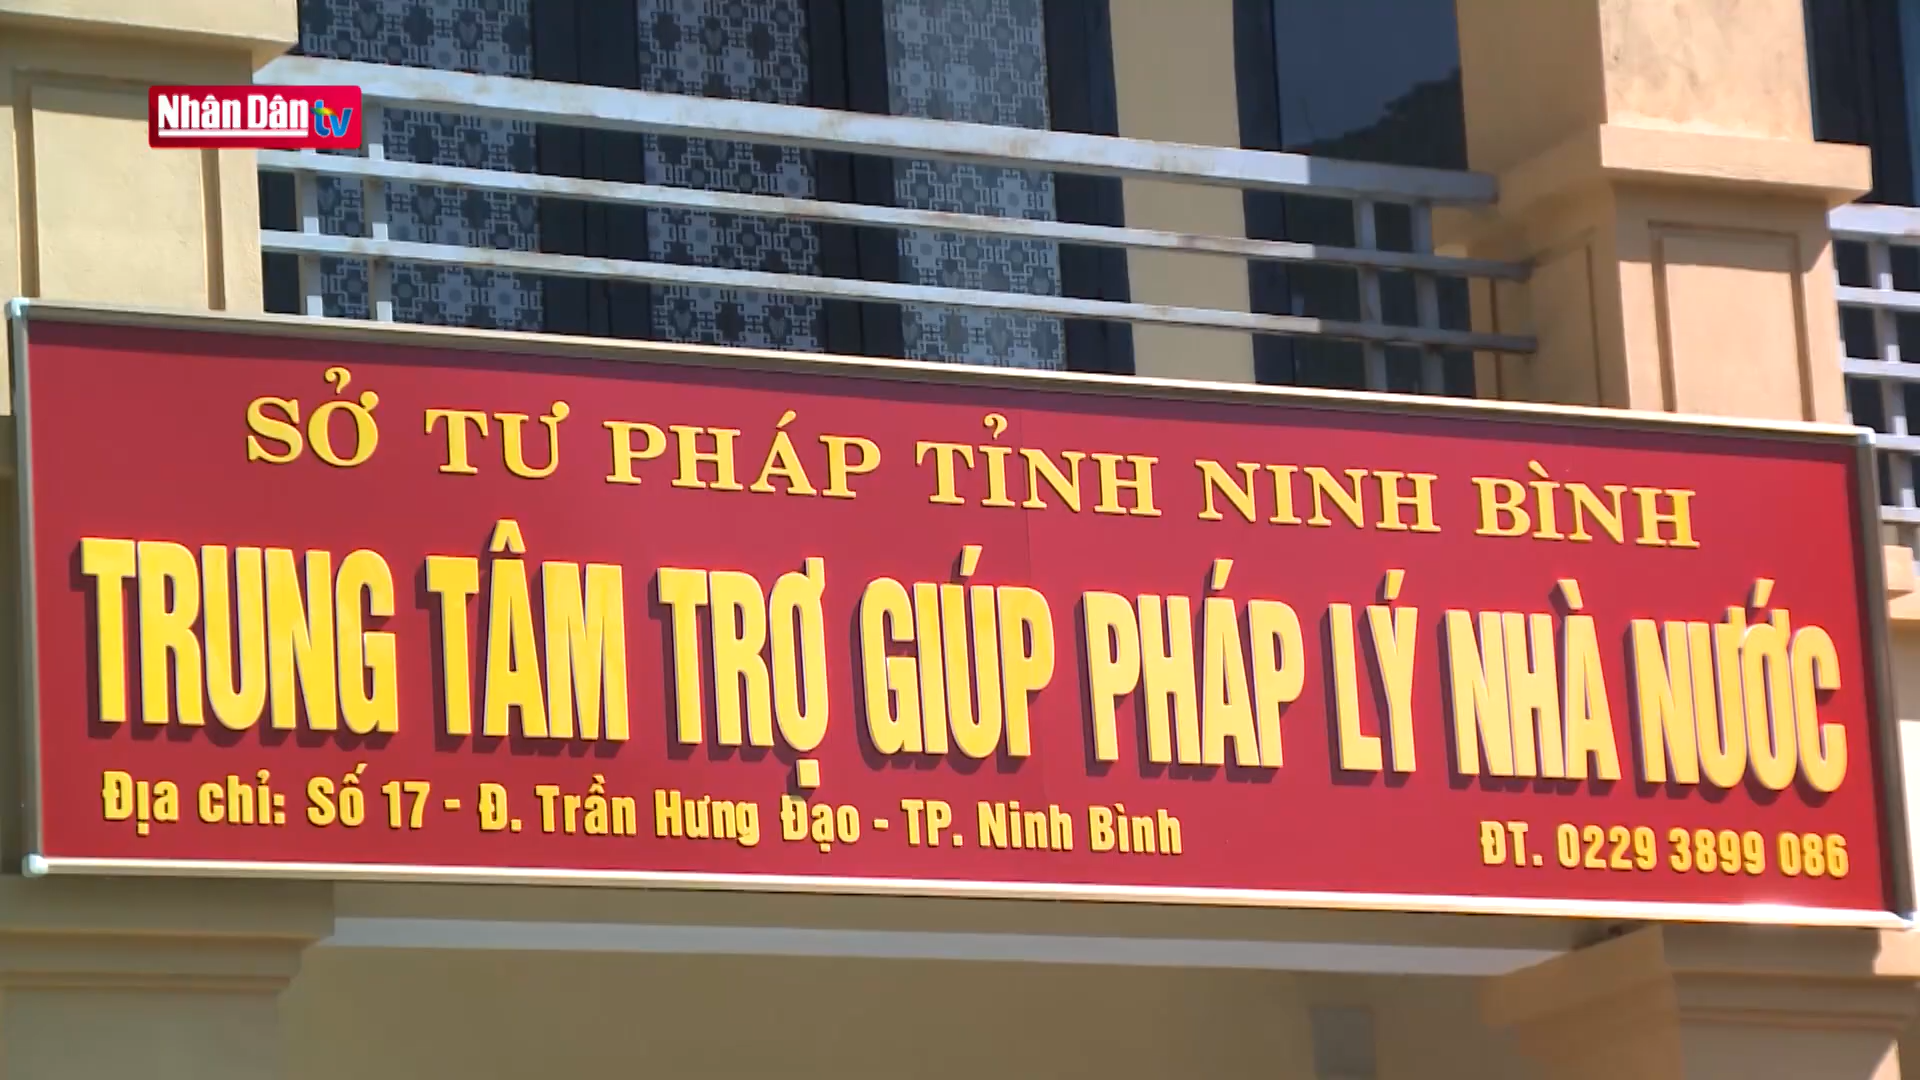 Nhân Dân tv
SỞ TƯ PHÁP TỈNH NINH BÌNH
TRUNG TÂM TRỢ GIÚP PHÁP LÝ NHÀ NƯỚC
Địa chỉ: Số 17 - Đ. Trần Hưng Đạo - TP. Ninh Bình
ĐT. 0229 3899 086